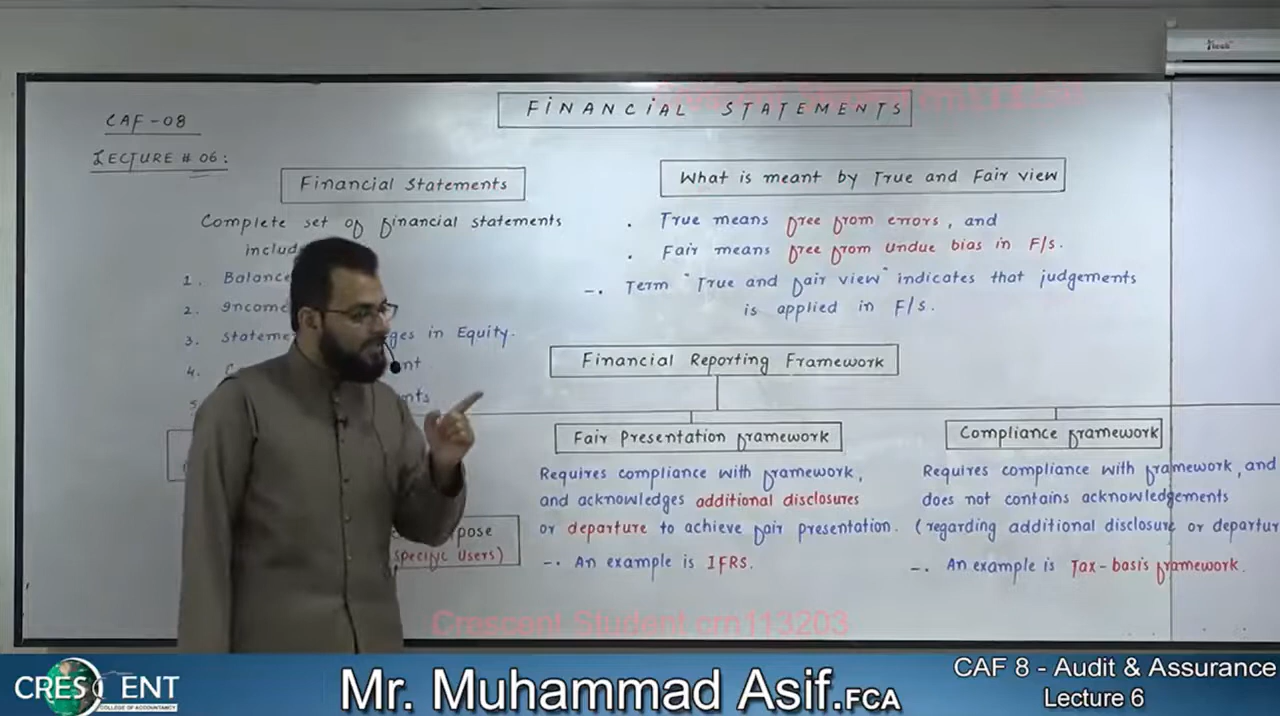 FINANCIAL STATEMENTS
CAF-08
LECTURE # 06:
Financial Statements
Complete set of financial statements
includ
1. Balance
2. Income
3. Stateme ges in Equity.
4. C nt
5 nts
pose
specific users)
What is meant by True and Fair view
. True means free from errors, and
. Fair means free from undue bias in F/s.
-. Term "True and fair view" indicates that judgements
is applied in F/s.
Financial Reporting Framework
Fair Presentation framework
Requires compliance with framework,
and acknowledges additional disclosures
or departure to achieve fair presentation.
-. An example is IFRs.
Compliance framework
Requires compliance with framework, and
does not contains acknowledgements
(regarding additional disclosure or departur
-. An example is Tax-basis framework.
Crescent Student crn113203
CRESCENT
COLLEGE OF ACCOUNTANCY
Mr. Muhammad Asif.FCA
CAF 8 - Audit & Assurance
Lecture 6